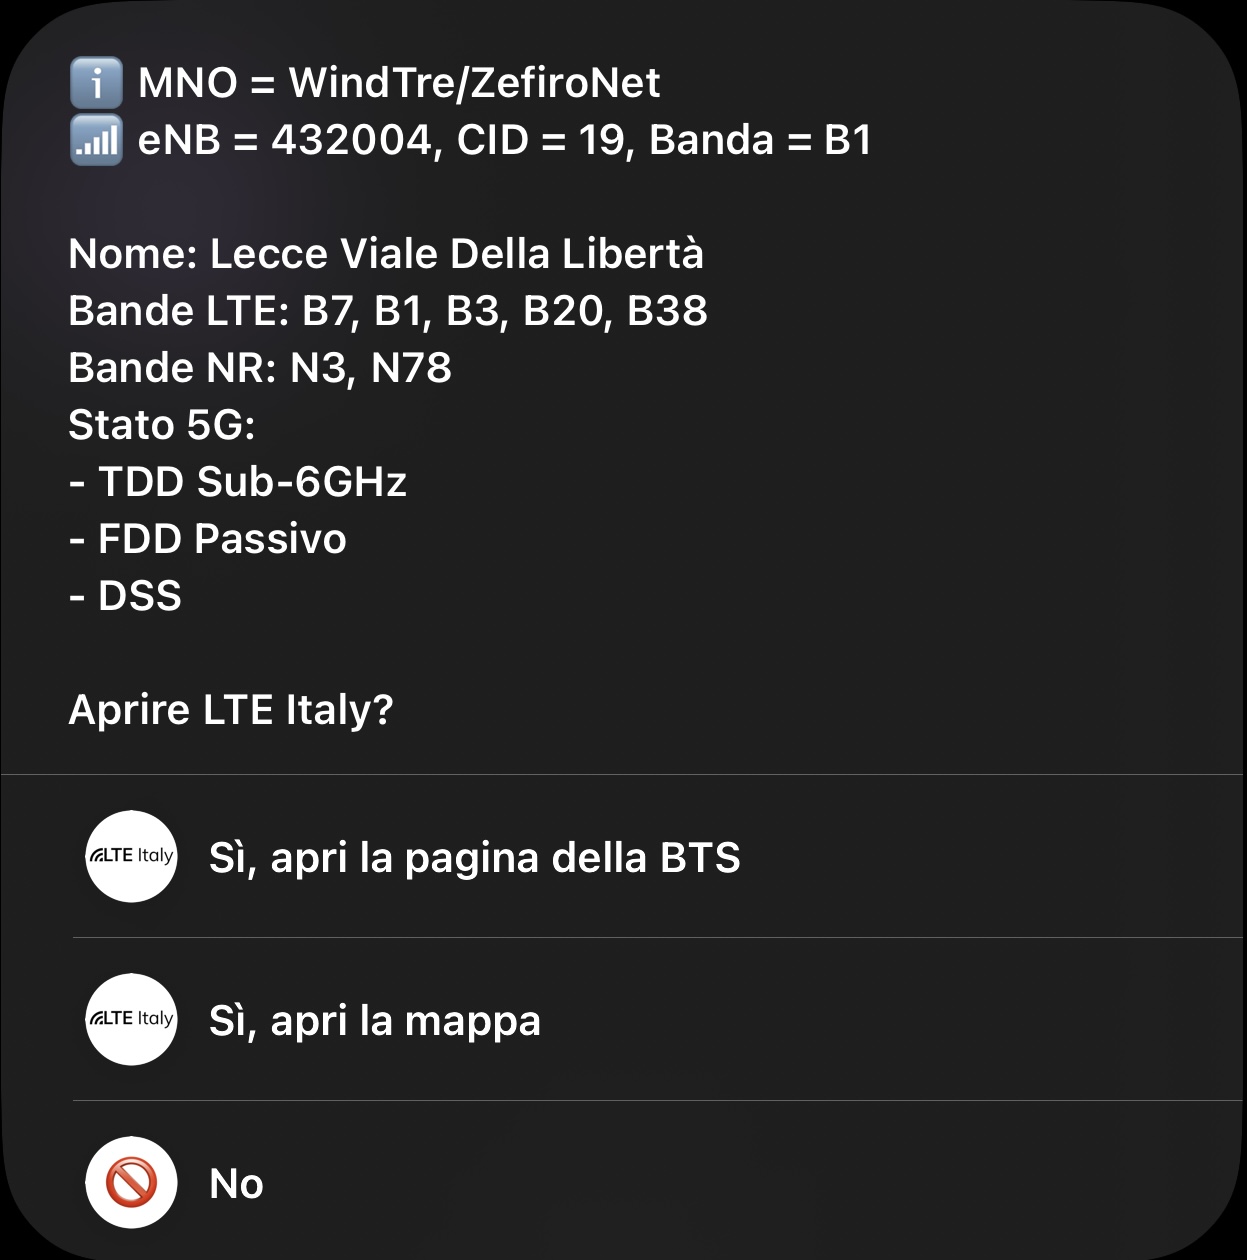 MNO = WindTre/ZefiroNet
eNB = 432004, CID = 19, Banda = B1
Nome: Lecce Viale Della Libertà
Bande LTE: B7, B1, B3, B20, B38
Bande NR: N3, N78
Stato 5G:
- TDD Sub-6GHz
- FDD Passivo
- DSS
Aprire LTE Italy?
LTE Italy
Sì, apri la pagina della BTS
LTE Italy
Sì, apri la mappa
No